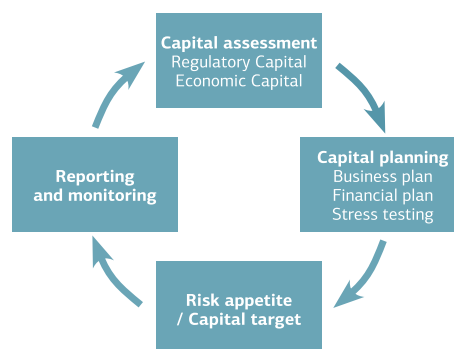 Capital assessment
Regulatory Capital
Economic Capital
Capital planning
Business plan
Financial plan
Stress testing
Reporting
and monitoring
Risk appetite
/ Capital target